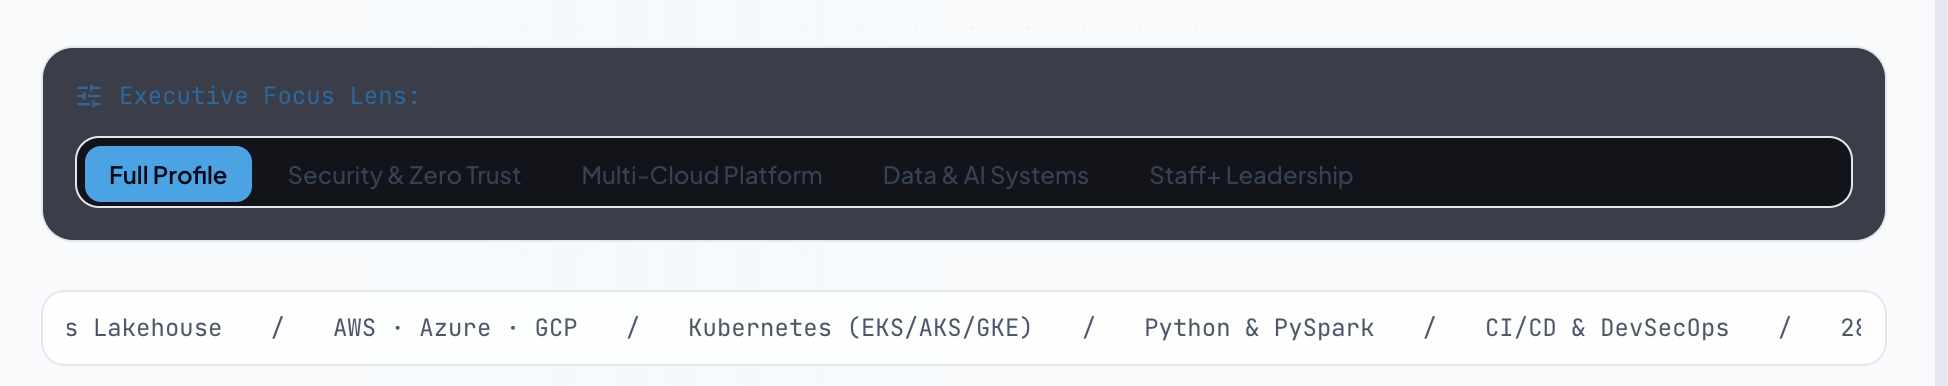 Executive Focus Lens:
Full Profile Security & Zero Trust Multi-Cloud Platform Data & AI Systems Staff+ Leadership
s Lakehouse / AWS · Azure · GCP / Kubernetes (EKS/AKS/GKE) / Python & PySpark / CI/CD & DevSecOps / 28